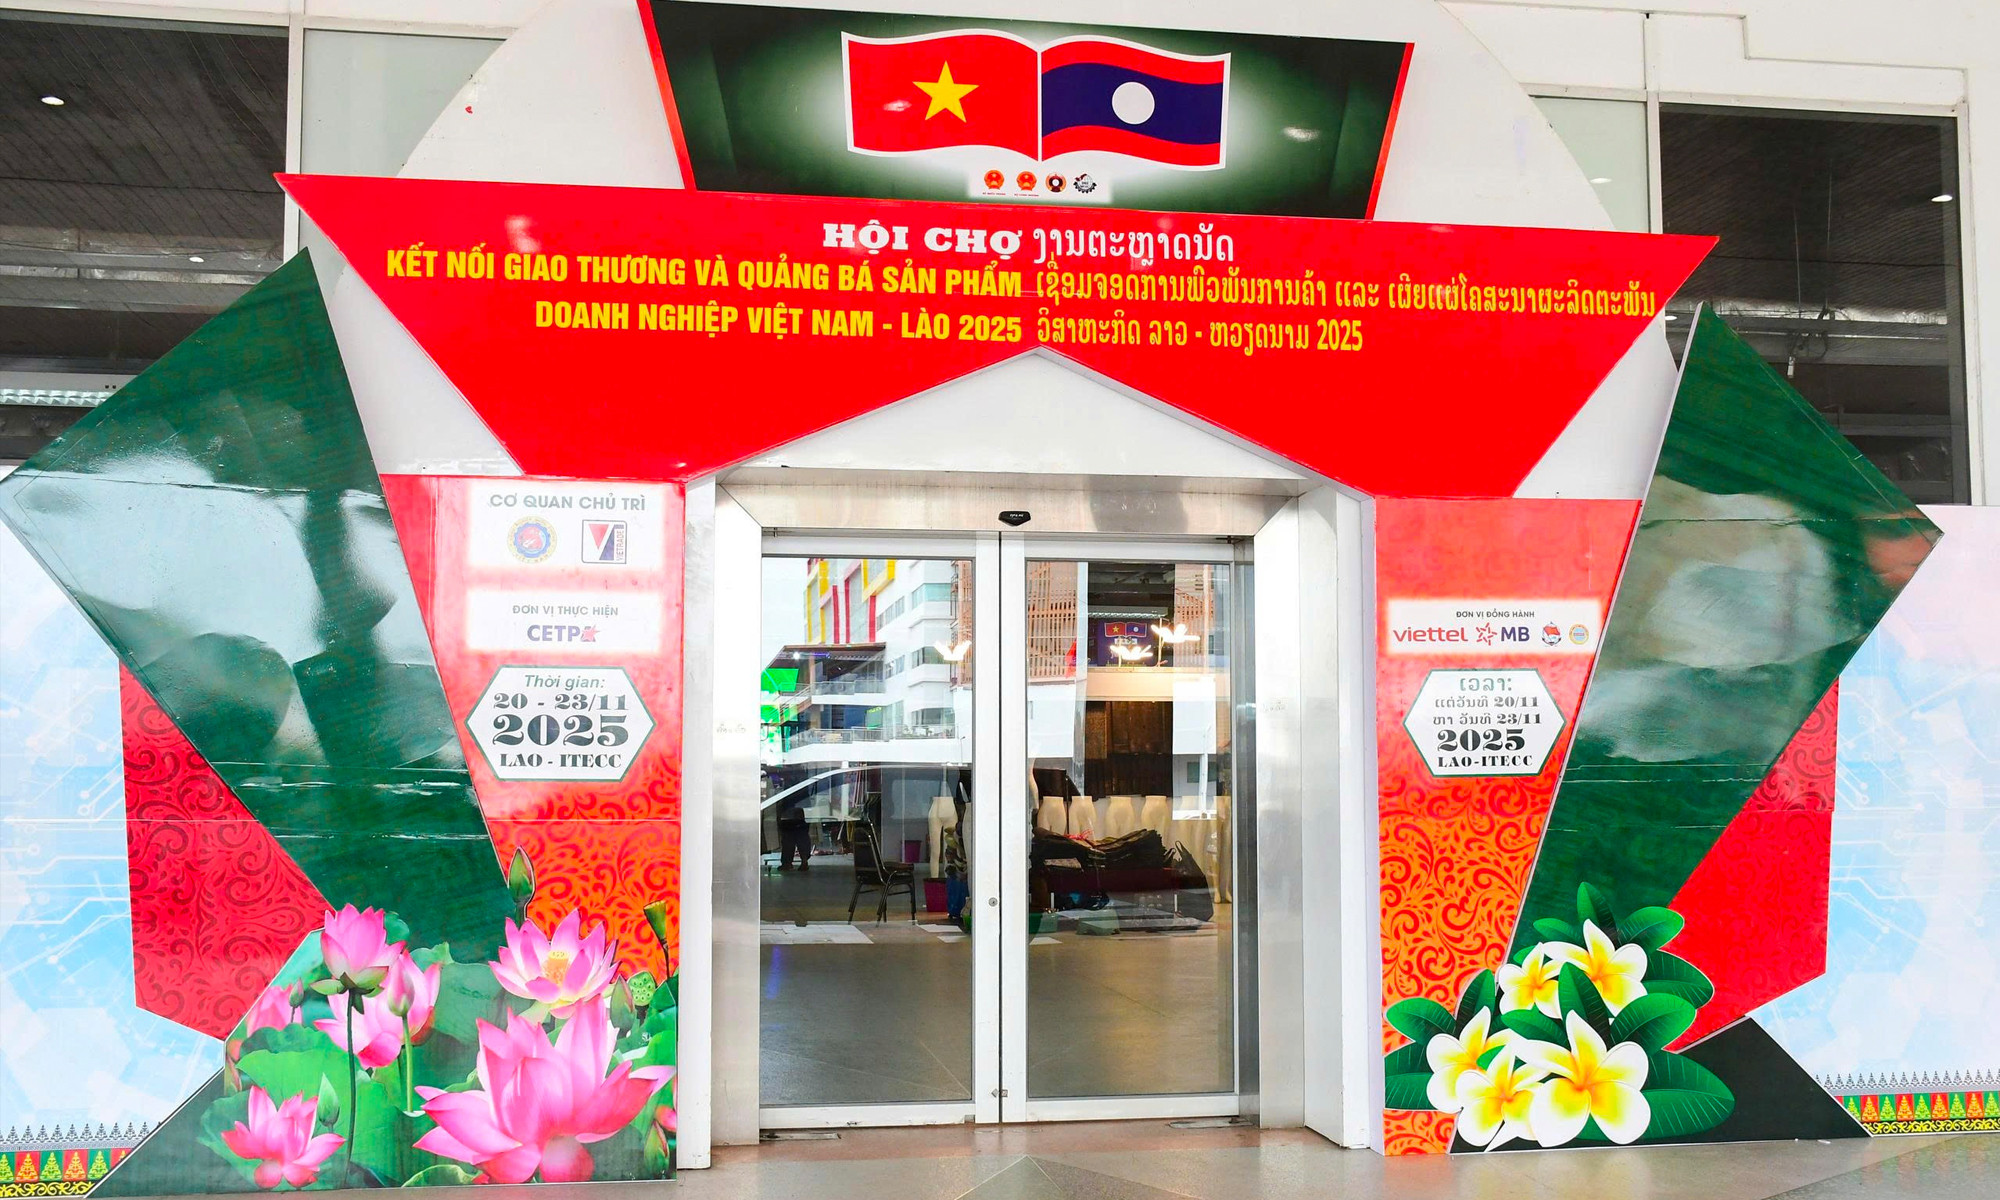 HỘI CHỢ ງານຕະຫຼາດນັດ
KẾT NỐI GIAO THƯƠNG VÀ QUẢNG BÁ SẢN PHẨM ເຊື່ອມຈອດການພົວພັນການຄ້າ ແລະ ເຜີຍແຜ່ໂຄສະນາຜະລິດຕະພັນ
DOANH NGHIỆP VIỆT NAM - LÀO 2025 ວິສາຫະກິດ ລາວ - ຫວຽດນາມ 2025
CƠ QUAN CHỦ TRÌ
VIETRADE
ĐƠN VỊ THỰC HIỆN
CETPA
Thời gian:
20 - 23/11
2025
LAO - ITECC
ĐƠN VỊ ĐỒNG HÀNH
viettel MB
ເວລາ:
ແຕ່ວັນທີ 20/11
ຫາ ວັນທີ 23/11
2025
LAO-ITECC